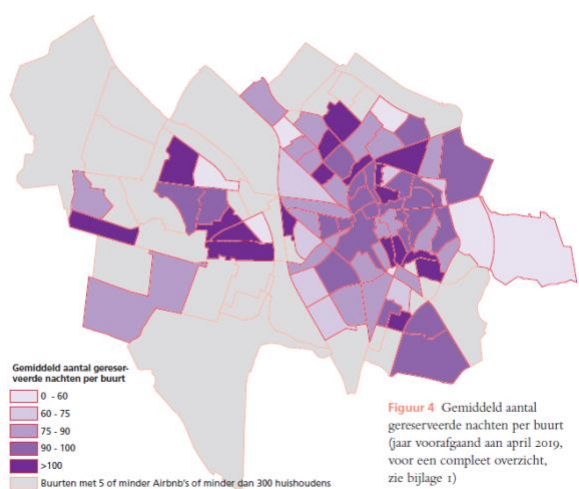 Gemiddeld aantal gereser-
veerde nachten per buurt
0 - 60
60 - 75
75 - 90
90 - 100
>100
Buurten met 5 of minder Airbnb's of minder dan 300 huishoudens
Figuur 4 Gemiddeld aantal
gereserveerde nachten per buurt
(jaar voorafgaand aan april 2019,
voor een compleet overzicht,
zie bijlage 1)